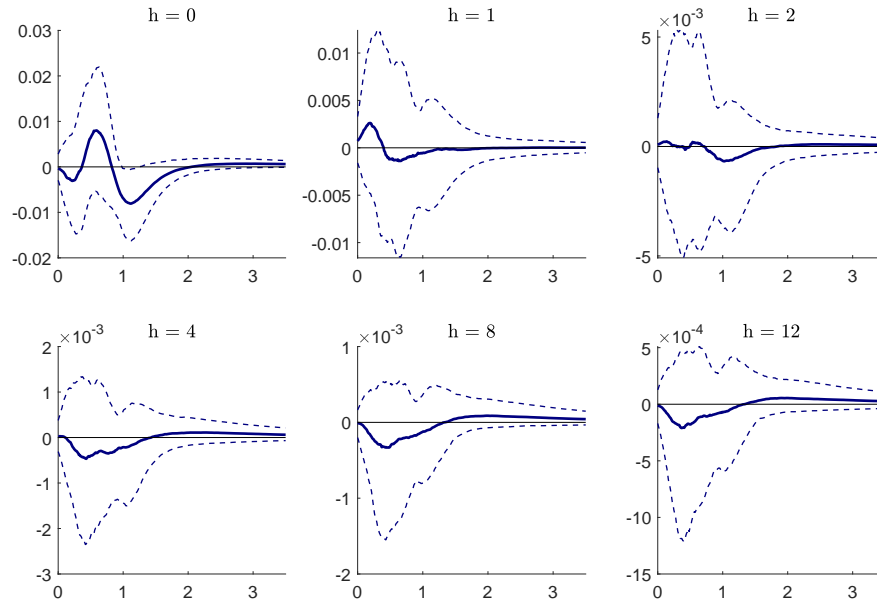 h = 0
0.03
0.02
0.01
0
-0.01
-0.02
0 1 2 3
h = 1
0.01
0.005
0
-0.005
-0.01
0 1 2 3
h = 2
×10⁻³
5
0
-5
0 1 2 3
h = 4
×10⁻³
2
1
0
-1
-2
-3
0 1 2 3
h = 8
×10⁻³
1
0
-1
-2
0 1 2 3
h = 12
×10⁻⁴
5
0
-5
-10
-15
0 1 2 3